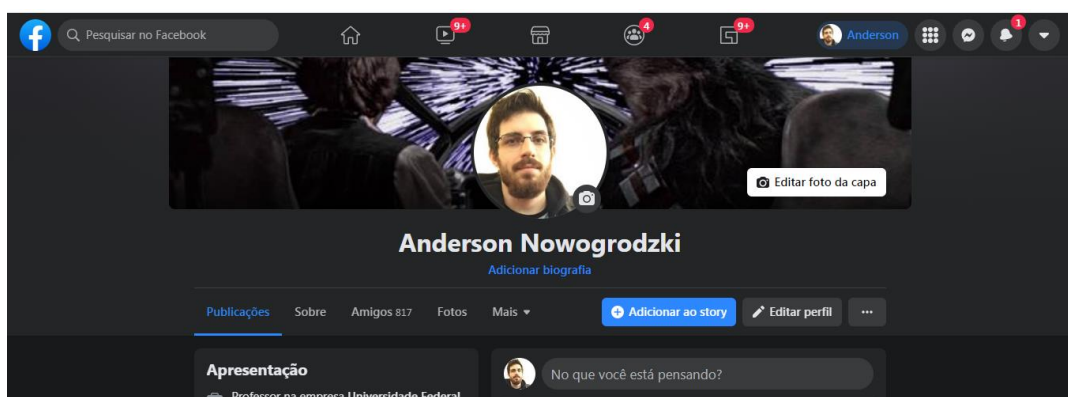 Pesquisar no Facebook
9+
4
9+
Anderson
1
Editar foto da capa
Anderson Nowogrodzki
Adicionar biografia
Publicações Sobre Amigos 817 Fotos Mais
Adicionar ao story Editar perfil
Apresentação
No que você está pensando?
Professor na empresa Universidade Federal